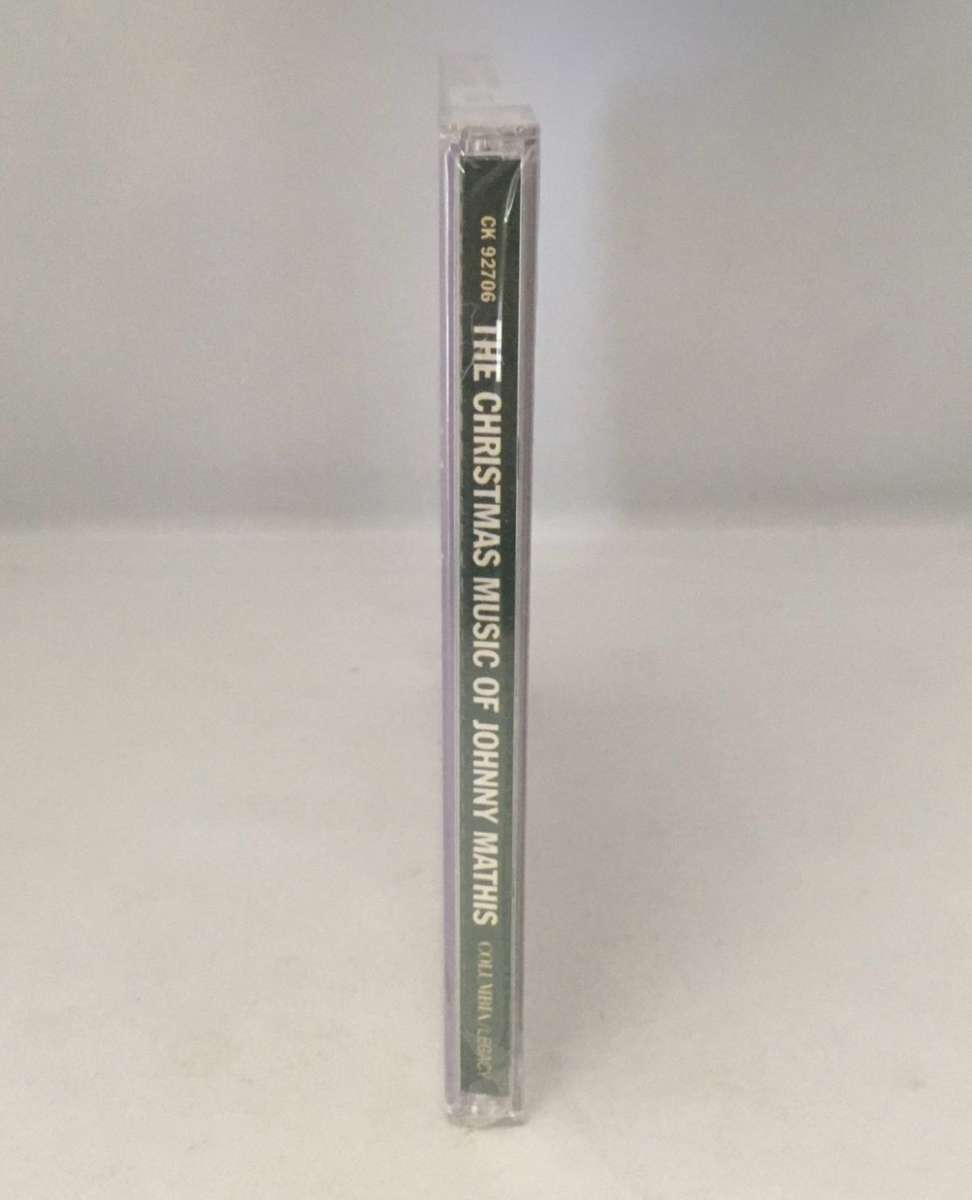 CK 92706 THE CHRISTMAS MUSIC OF JOHNNY MATHIS COLUMBIA/LEGACY